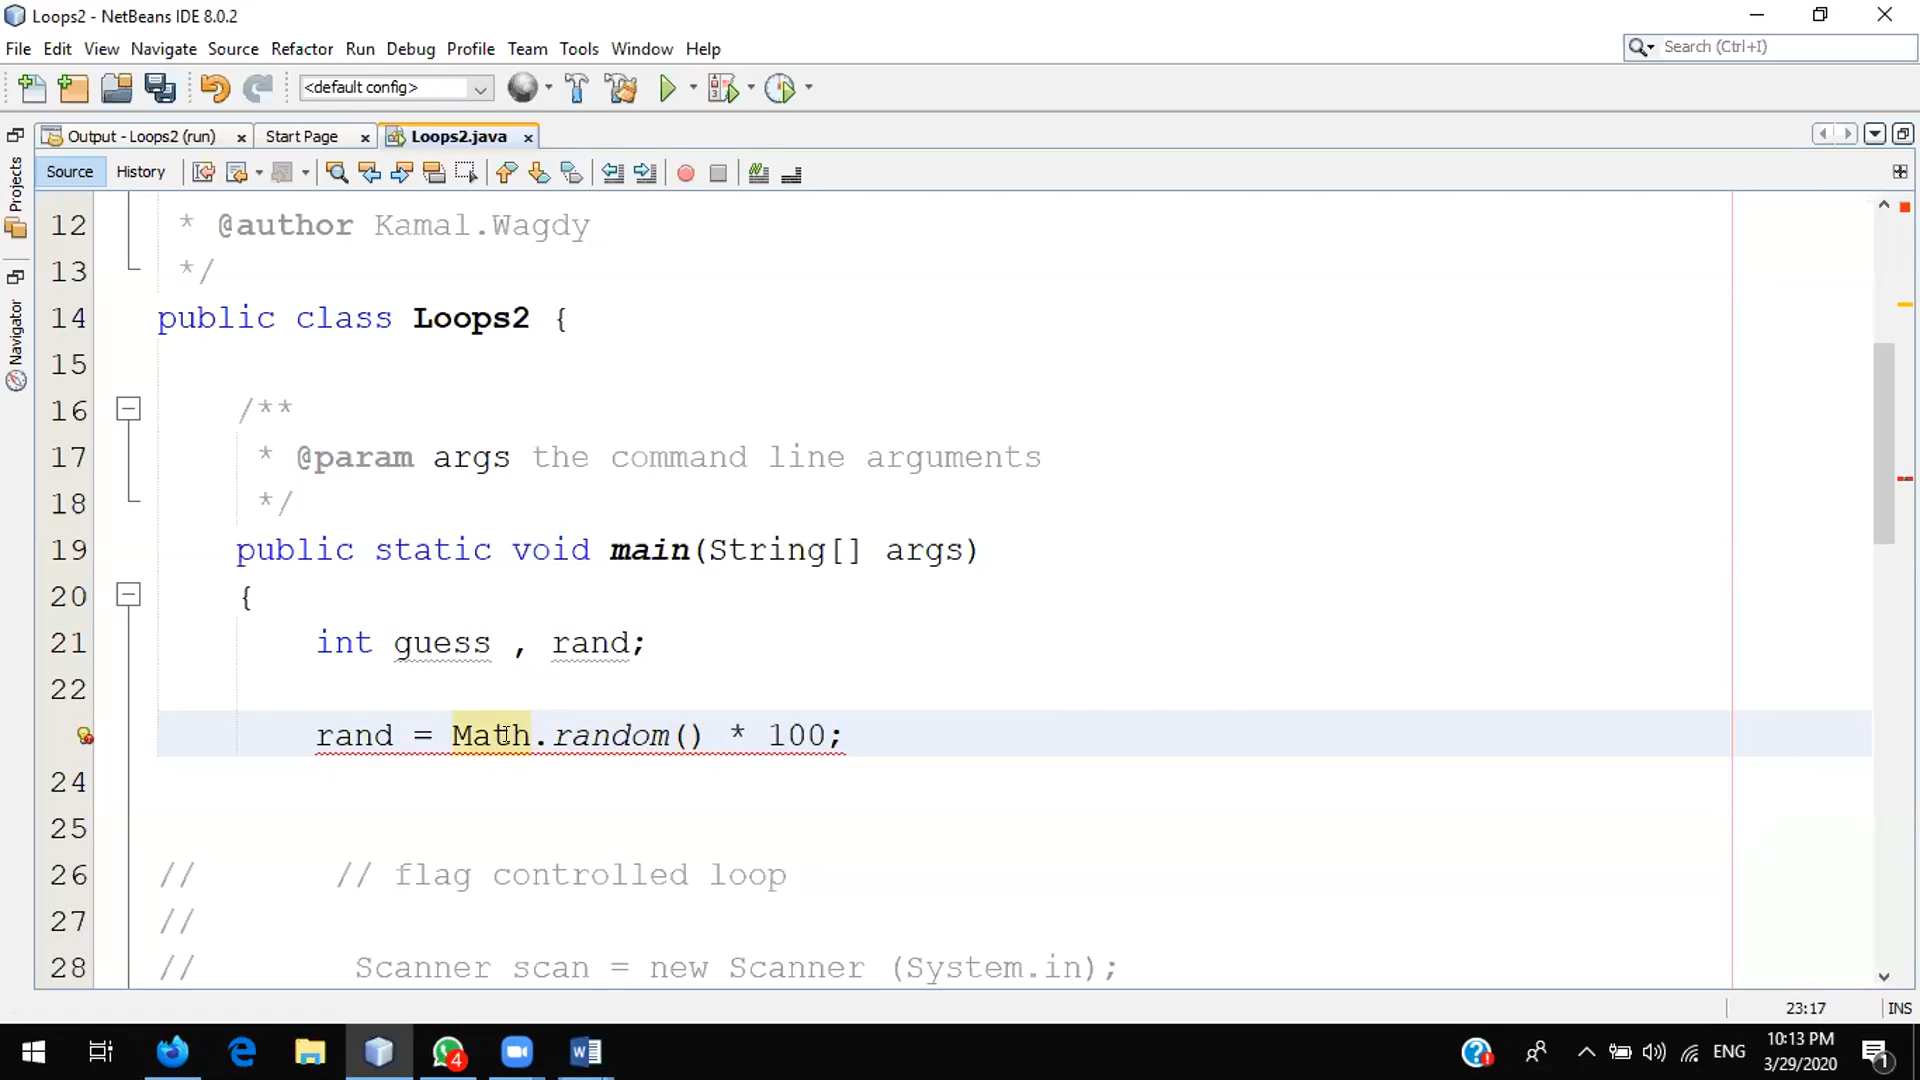 Loops2 - NetBeans IDE 8.0.2
File Edit View Navigate Source Refactor Run Debug Profile Team Tools Window Help
Search (Ctrl+I)
<default config>
Output - Loops2 (run) Start Page Loops2.java
Source History
Projects
Navigator
12 * @author Kamal.Wagdy
13 */
14 public class Loops2 {
15
16 /**
17 * @param args the command line arguments
18 */
19 public static void main(String[] args)
20 {
21 int guess , rand;
22
rand = Math.random() * 100;
24
25
26 // // flag controlled loop
27 //
28 // Scanner scan = new Scanner (System.in);
23:17 INS
4
ENG
10:13 PM
3/29/2020
1